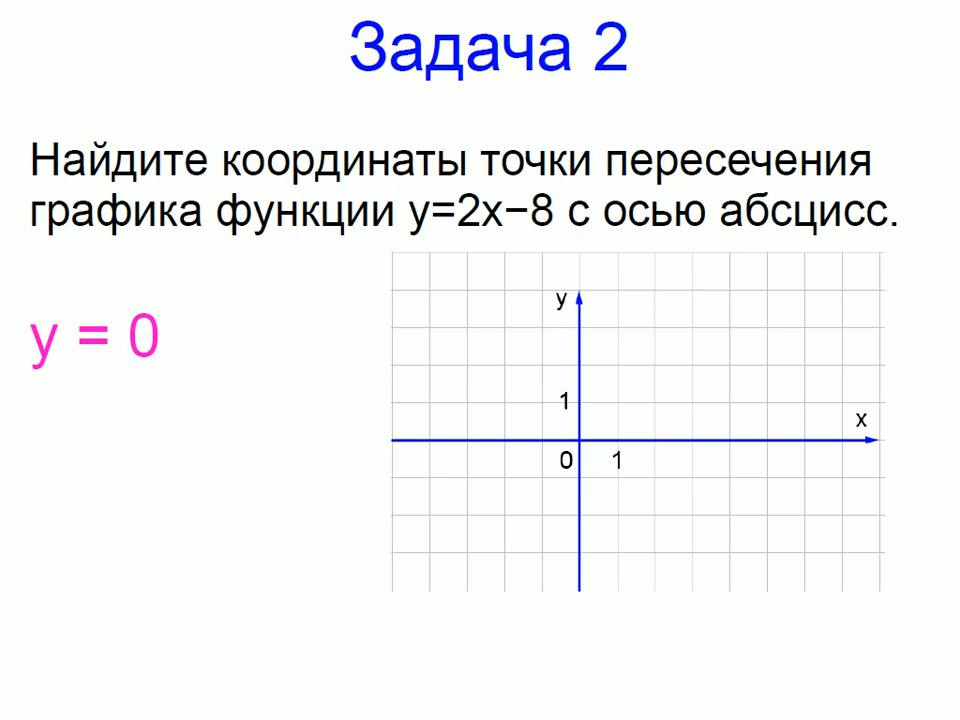 Задача 2
Найдите координаты точки пересечения
графика функции y=2x−8 с осью абсцисс.
y = 0
y
1
x
0 1